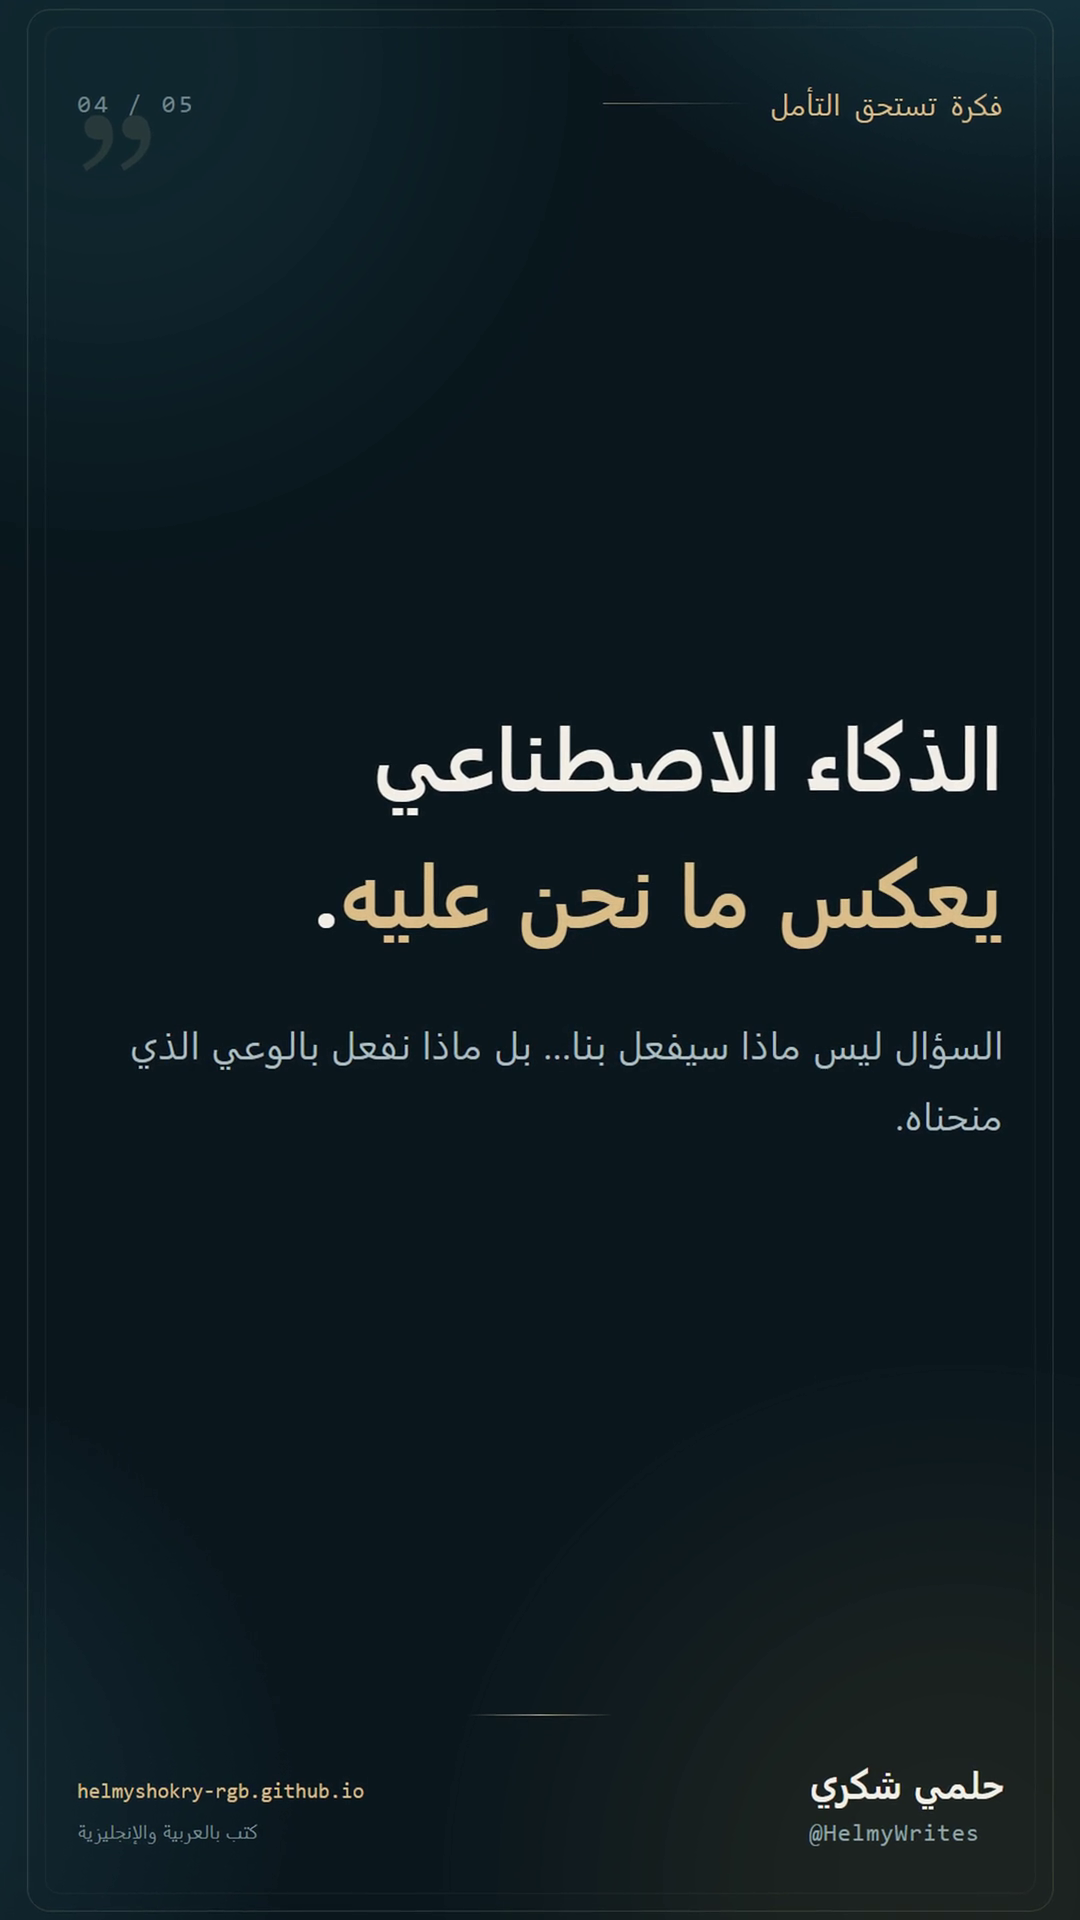 فكرة تستحق التأمل
04 / 05
”
الذكاء الاصطناعي
يعكس ما نحن عليه.
السؤال ليس ماذا سيفعل بنا... بل ماذا نفعل بالوعي الذي
منحناه.
حلمي شكري
@HelmyWrites
helmyshokry-rgb.github.io
كتب بالعربية والإنجليزية